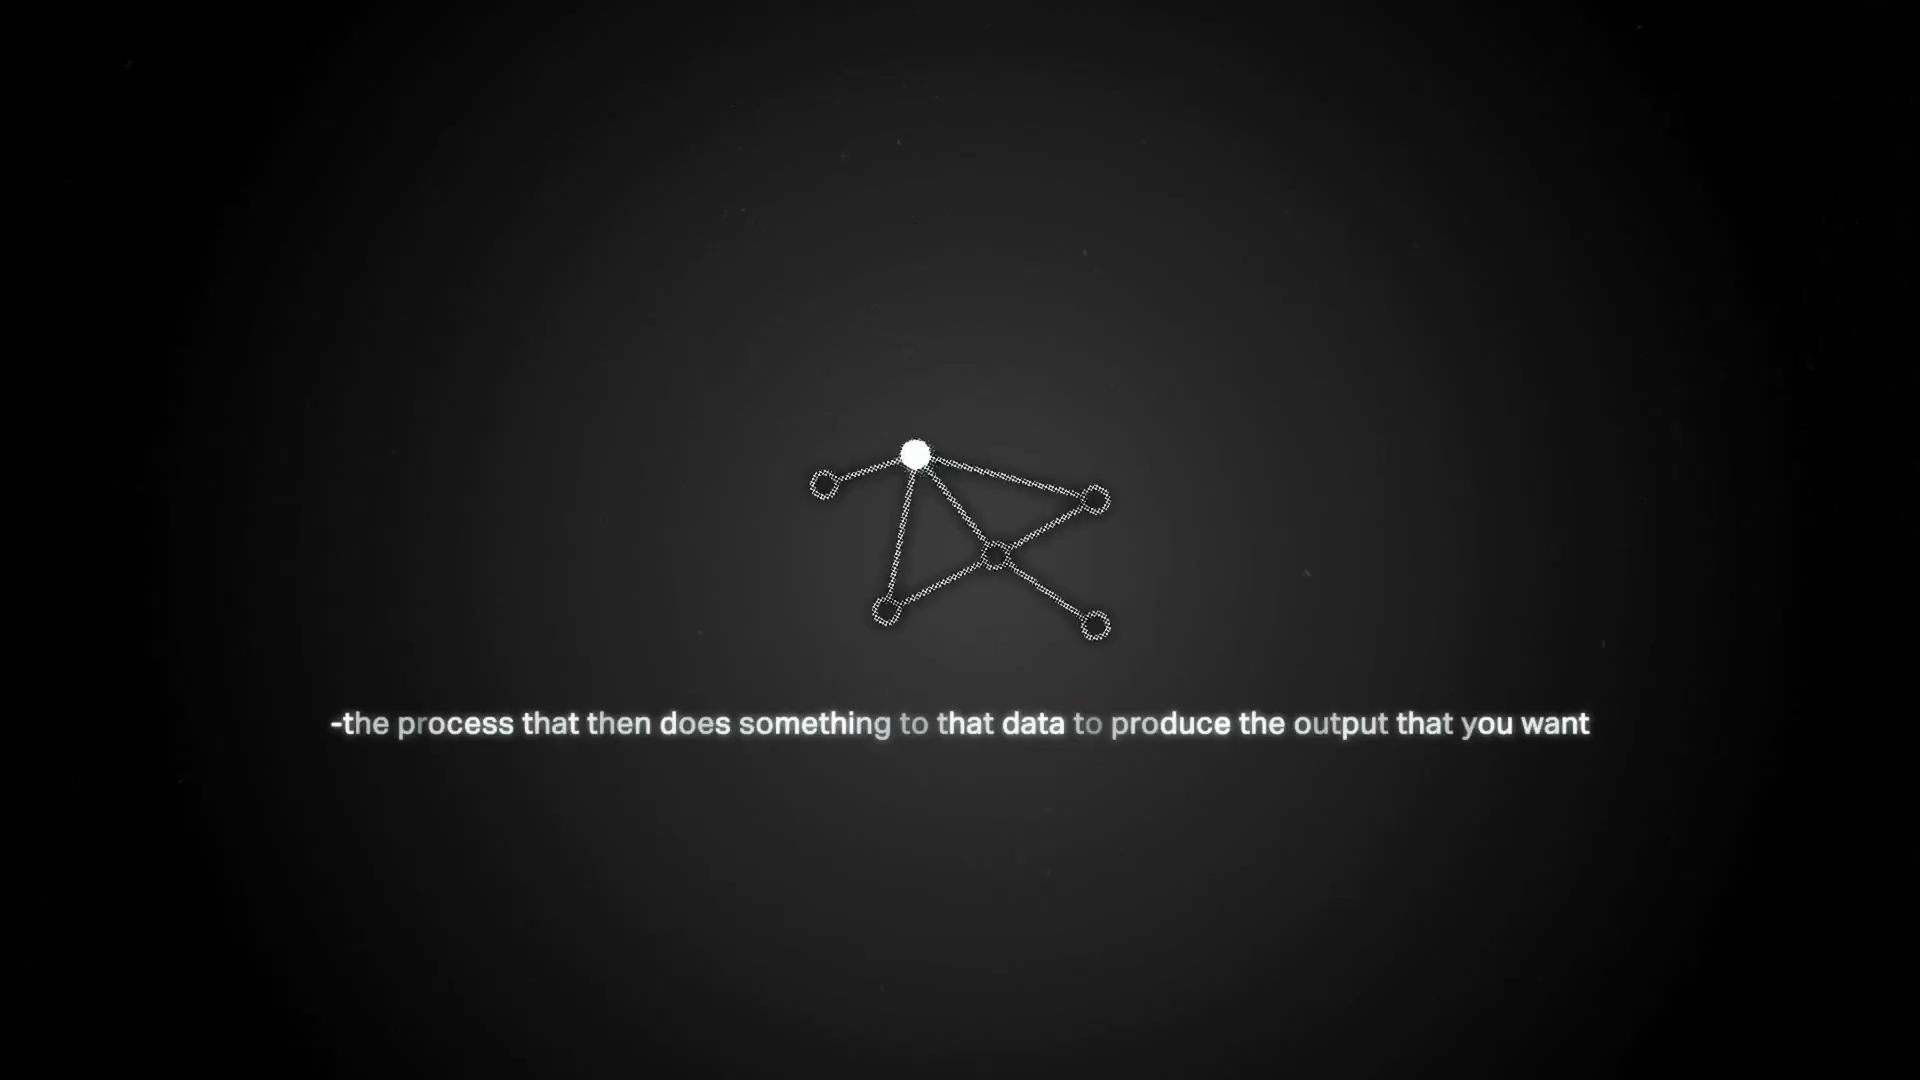 -the process that then does something to that data to produce the output that you want